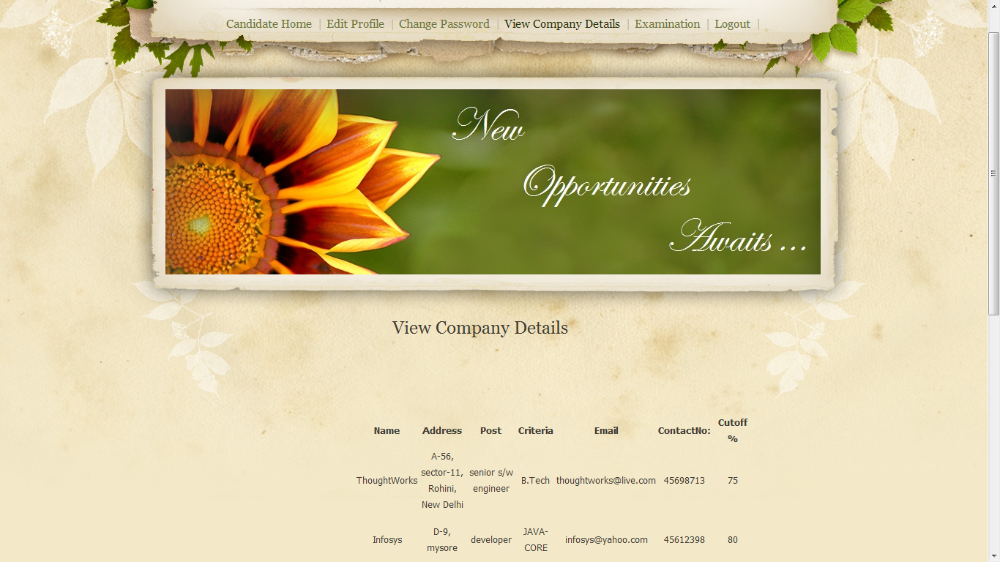 Candidate Home | Edit Profile | Change Password | View Company Details | Examination | Logout |
New
Opportunities
Awaits ...
View Company Details
Name Address Post Criteria Email ContactNo: Cutoff %
ThoughtWorks A-56, sector-11, Rohini, New Delhi senior s/w engineer B.Tech thoughtworks@live.com 45698713 75
Infosys D-9, mysore developer JAVA-CORE infosys@yahoo.com 45612398 80